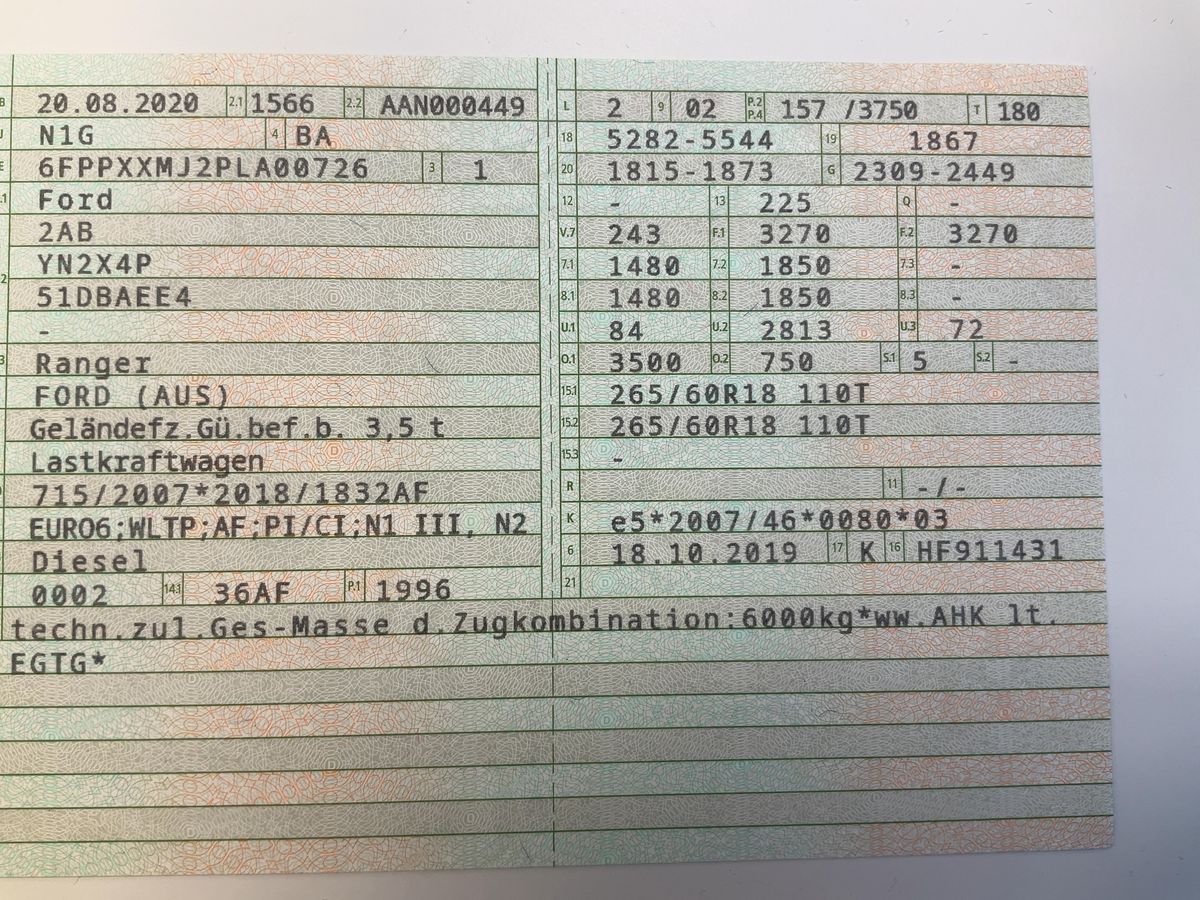 B 20.08.2020 2.1 1566 2.2 AAN000449 L 2 9 02 P.2 P.4 157 /3750 T 180
J N1G 4 BA 18 5282-5544 19 1867
E 6FPPXXMJ2PLA00726 3 1 20 1815-1873 G 2309-2449
.1 Ford 12 - 13 225 Q -
2AB V.7 243 F.1 3270 F.2 3270
YN2X4P 7.1 1480 7.2 1850 7.3 -
2 51DBAEE4 8.1 1480 8.2 1850 8.3 -
- U.1 84 U.2 2813 U.3 72
3 Ranger O.1 3500 O.2 750 S.1 5 S.2 -
FORD (AUS) 15.1 265/60R18 110T
Geländefz.Gü.bef.b. 3,5 t 15.2 265/60R18 110T
Lastkraftwagen 15.3 -
715/2007*2018/1832AF R 11 -/-
EURO6;WLTP;AF;PI/CI;N1 III, N2 K e5*2007/46*0080*03
Diesel 6 18.10.2019 17 K 16 HF911431
0002 14.1 36AF P.1 1996 21
techn.zul.Ges-Masse d.Zugkombination:6000kg*ww.AHK lt.
EGTG*